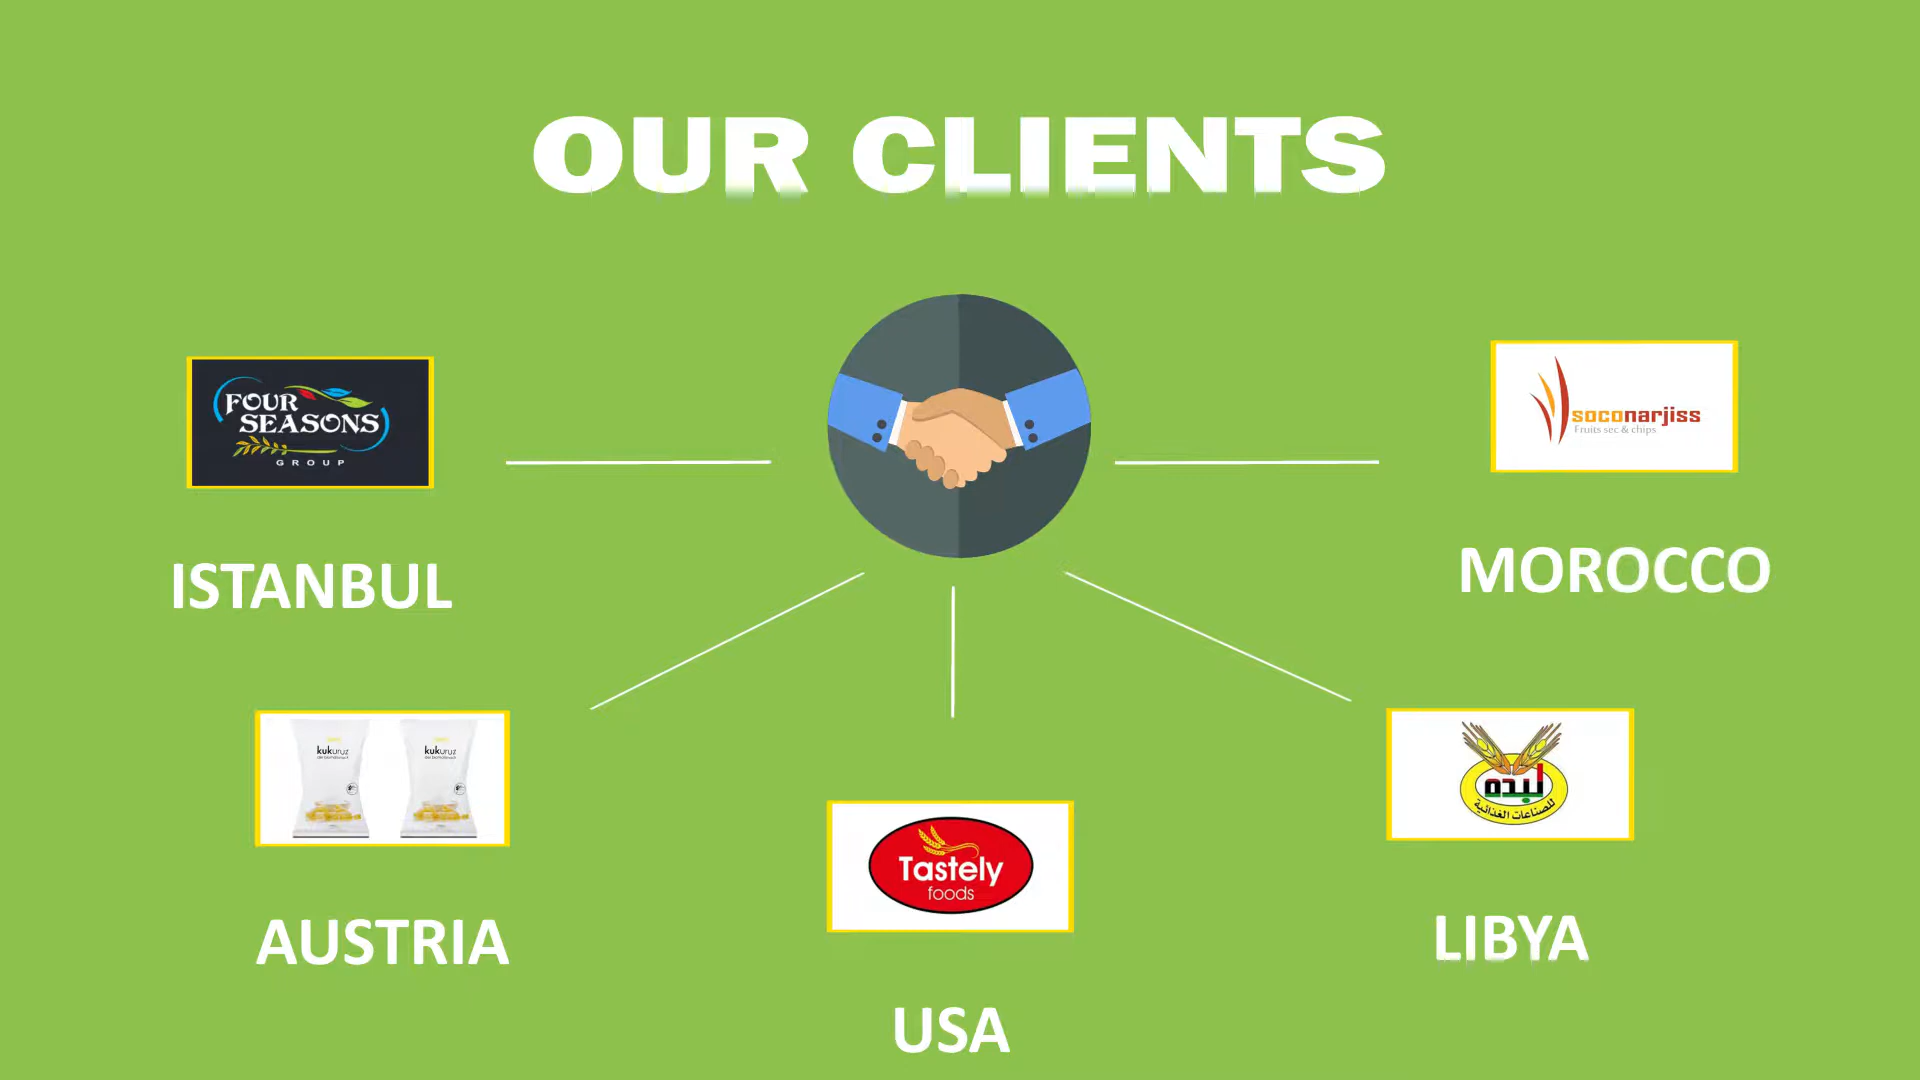 OUR CLIENTS
FOUR
SEASONS
GROUP
soconarjiss
Fruits sec & chips
ISTANBUL
MOROCCO
kukuruz
kukuruz
لبده
للصناعات الغذائية
Tastely
foods
AUSTRIA
LIBYA
USA